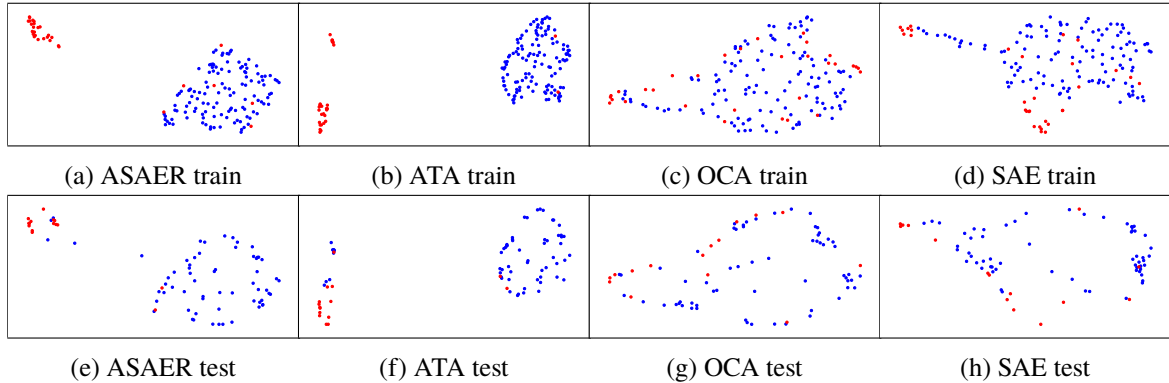 (a) ASAER train (b) ATA train (c) OCA train (d) SAE train
(e) ASAER test (f) ATA test (g) OCA test (h) SAE test